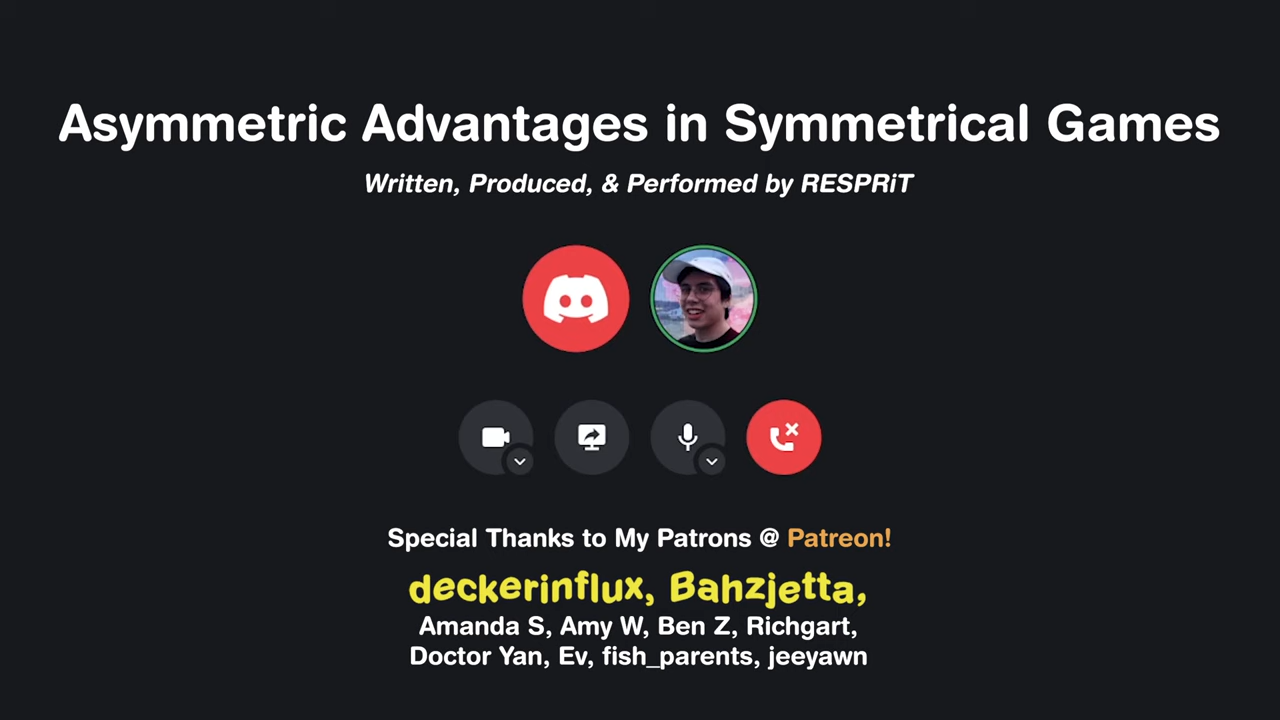 Asymmetric Advantages in Symmetrical Games
Written, Produced, & Performed by RESPRiT
Special Thanks to My Patrons @ Patreon!
deckerinflux, Bahzjetta,
Amanda S, Amy W, Ben Z, Richgart,
Doctor Yan, Ev, fish_parents, jeeyawn